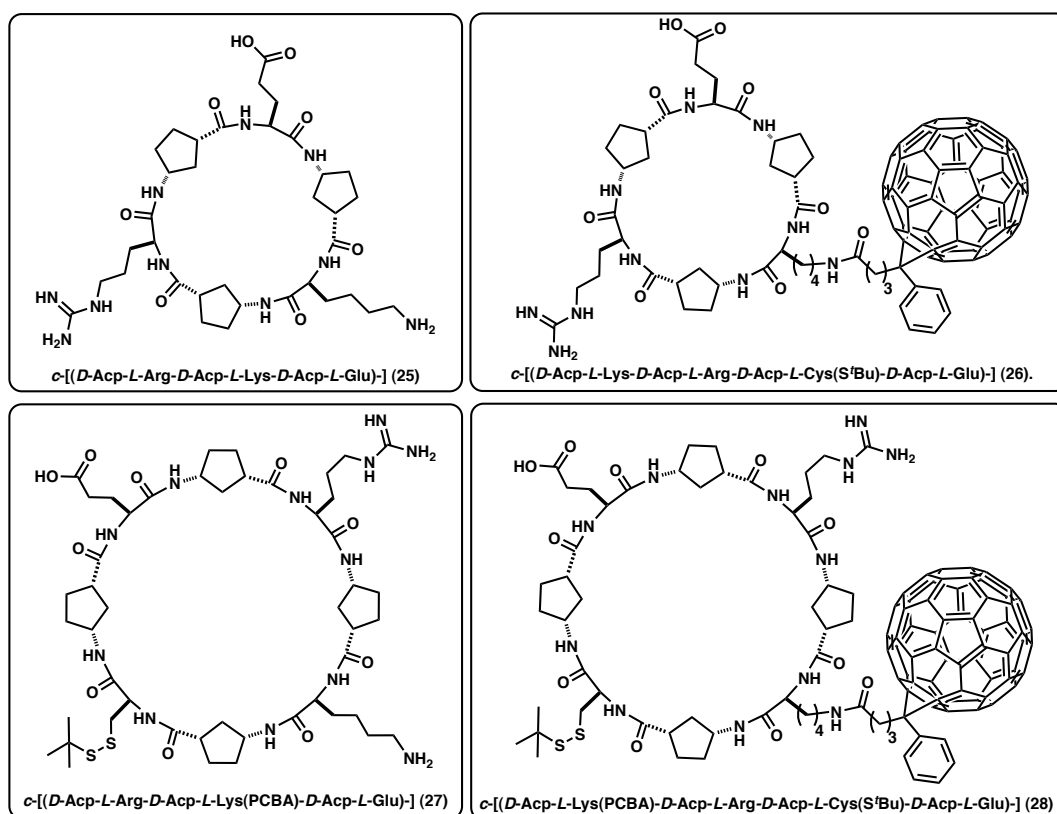 HO
O
O
H
N
O
HN
HN
O
O
HN
NH
O
HN
N
H
O
NH
H₂N
NH₂
c-[(D-Acp-L-Arg-D-Acp-L-Lys-D-Acp-L-Glu)-] (25)
HO
O
O
H
N
O
HN
HN
O
O
HN
NH
O
N
H
O
HN
NH
NH₂
4
NH
O
3
c-[(D-Acp-L-Lys-D-Acp-L-Arg-D-Acp-L-Cys(SᵗBu)-D-Acp-L-Glu)-] (26).
HO
O
O
H
N
O
HN
NH
N
H
NH₂
O
HN
O
HN
O
HN
O
NH
S
S
O
N
H
O
NH₂
c-[(D-Acp-L-Arg-D-Acp-L-Lys(PCBA)-D-Acp-L-Glu)-] (27)
HO
O
O
H
N
O
HN
NH
N
H
NH₂
O
HN
O
HN
O
HN
O
NH
S
S
O
N
H
O
4
NH
O
3
c-[(D-Acp-L-Lys(PCBA)-D-Acp-L-Arg-D-Acp-L-Cys(SᵗBu)-D-Acp-L-Glu)-] (28)